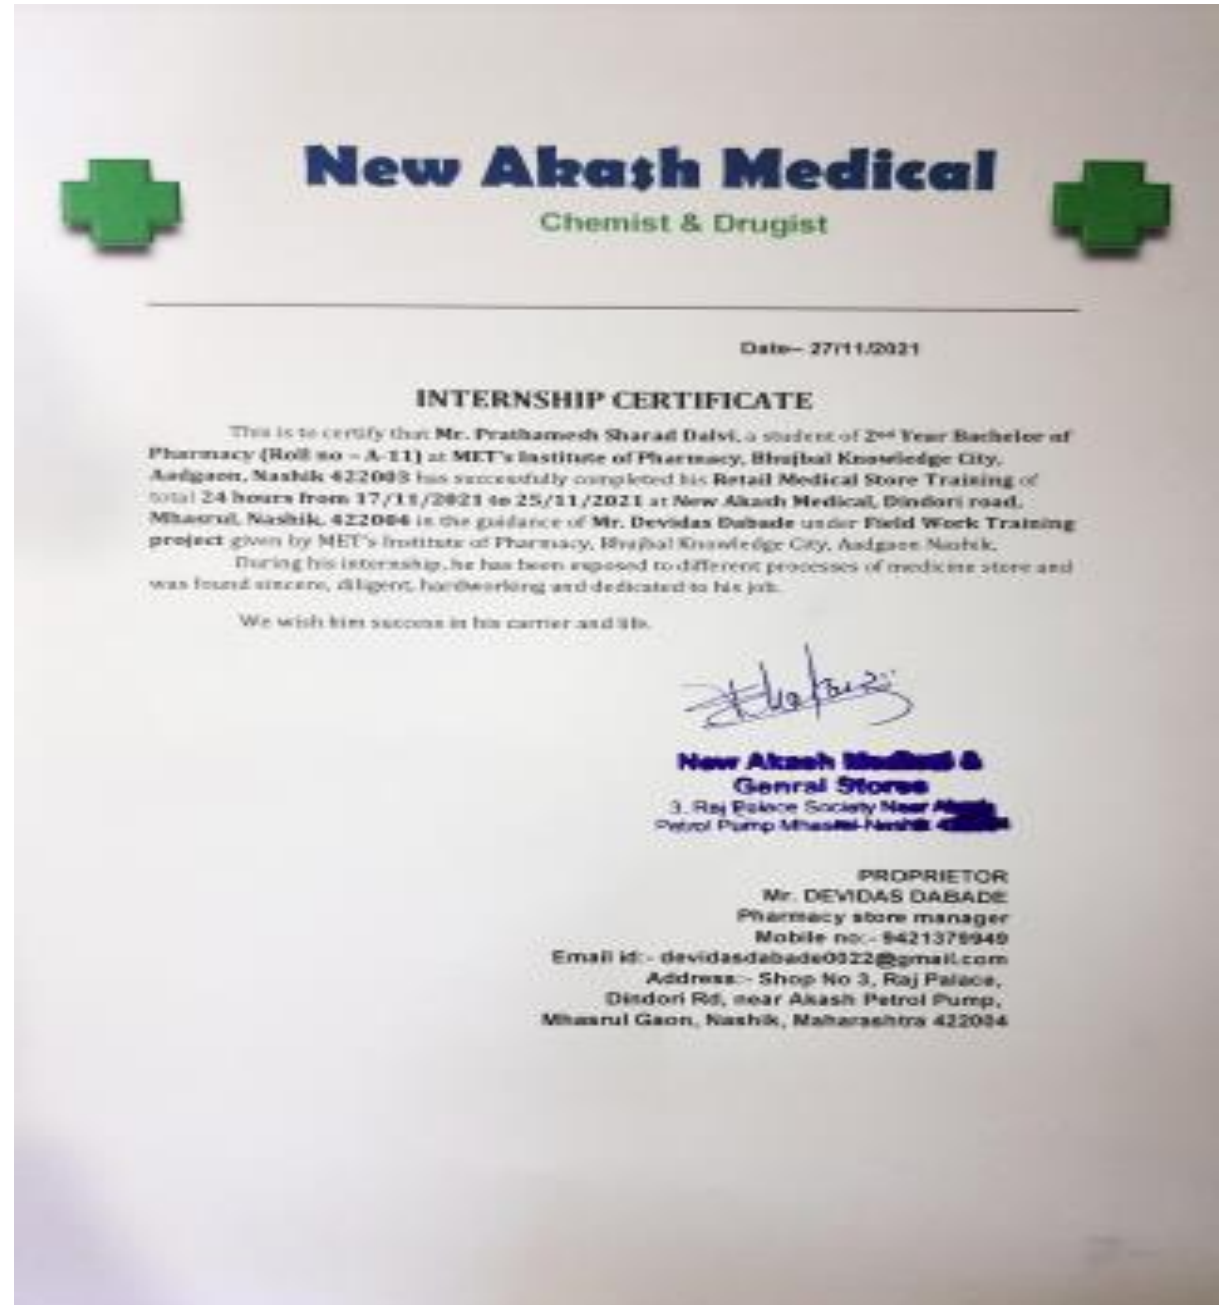 New Akash Medical
Chemist & Drugist
Date– 27/11/2021
INTERNSHIP CERTIFICATE
This is to certify that Mr. Prathamesh Sharad Dalvi, a student of 2nd Year Bachelor of
Pharmacy (Roll no – A-11) at MET's Institute of Pharmacy, Bhujbal Knowledge City,
Aadgaon, Nashik 422003 has successfully completed his Retail Medical Store Training of
total 24 hours from 17/11/2021 to 25/11/2021 at New Akash Medical, Dindori road,
Mhasrul, Nashik, 422004 in the guidance of Mr. Devidas Dabade under Field Work Training
project given by MET's Institute of Pharmacy, Bhujbal Knowledge City, Aadgaon Nashik.
During his internship, he has been exposed to different processes of medicine store and
was found sincere, diligent, hardworking and dedicated to his job.
We wish him success in his carrier and life.
New Akash Medical &
Genral Stores
3, Raj Palace Society Near Akash
Petrol Pump Mhasrul-Nashik
PROPRIETOR
Mr. DEVIDAS DABADE
Pharmacy store manager
Mobile no:- 9421379949
Email id:- devidasdabade0022@gmail.com
Address:- Shop No 3, Raj Palace,
Dindori Rd, near Akash Petrol Pump,
Mhasrul Gaon, Nashik, Maharashtra 422004